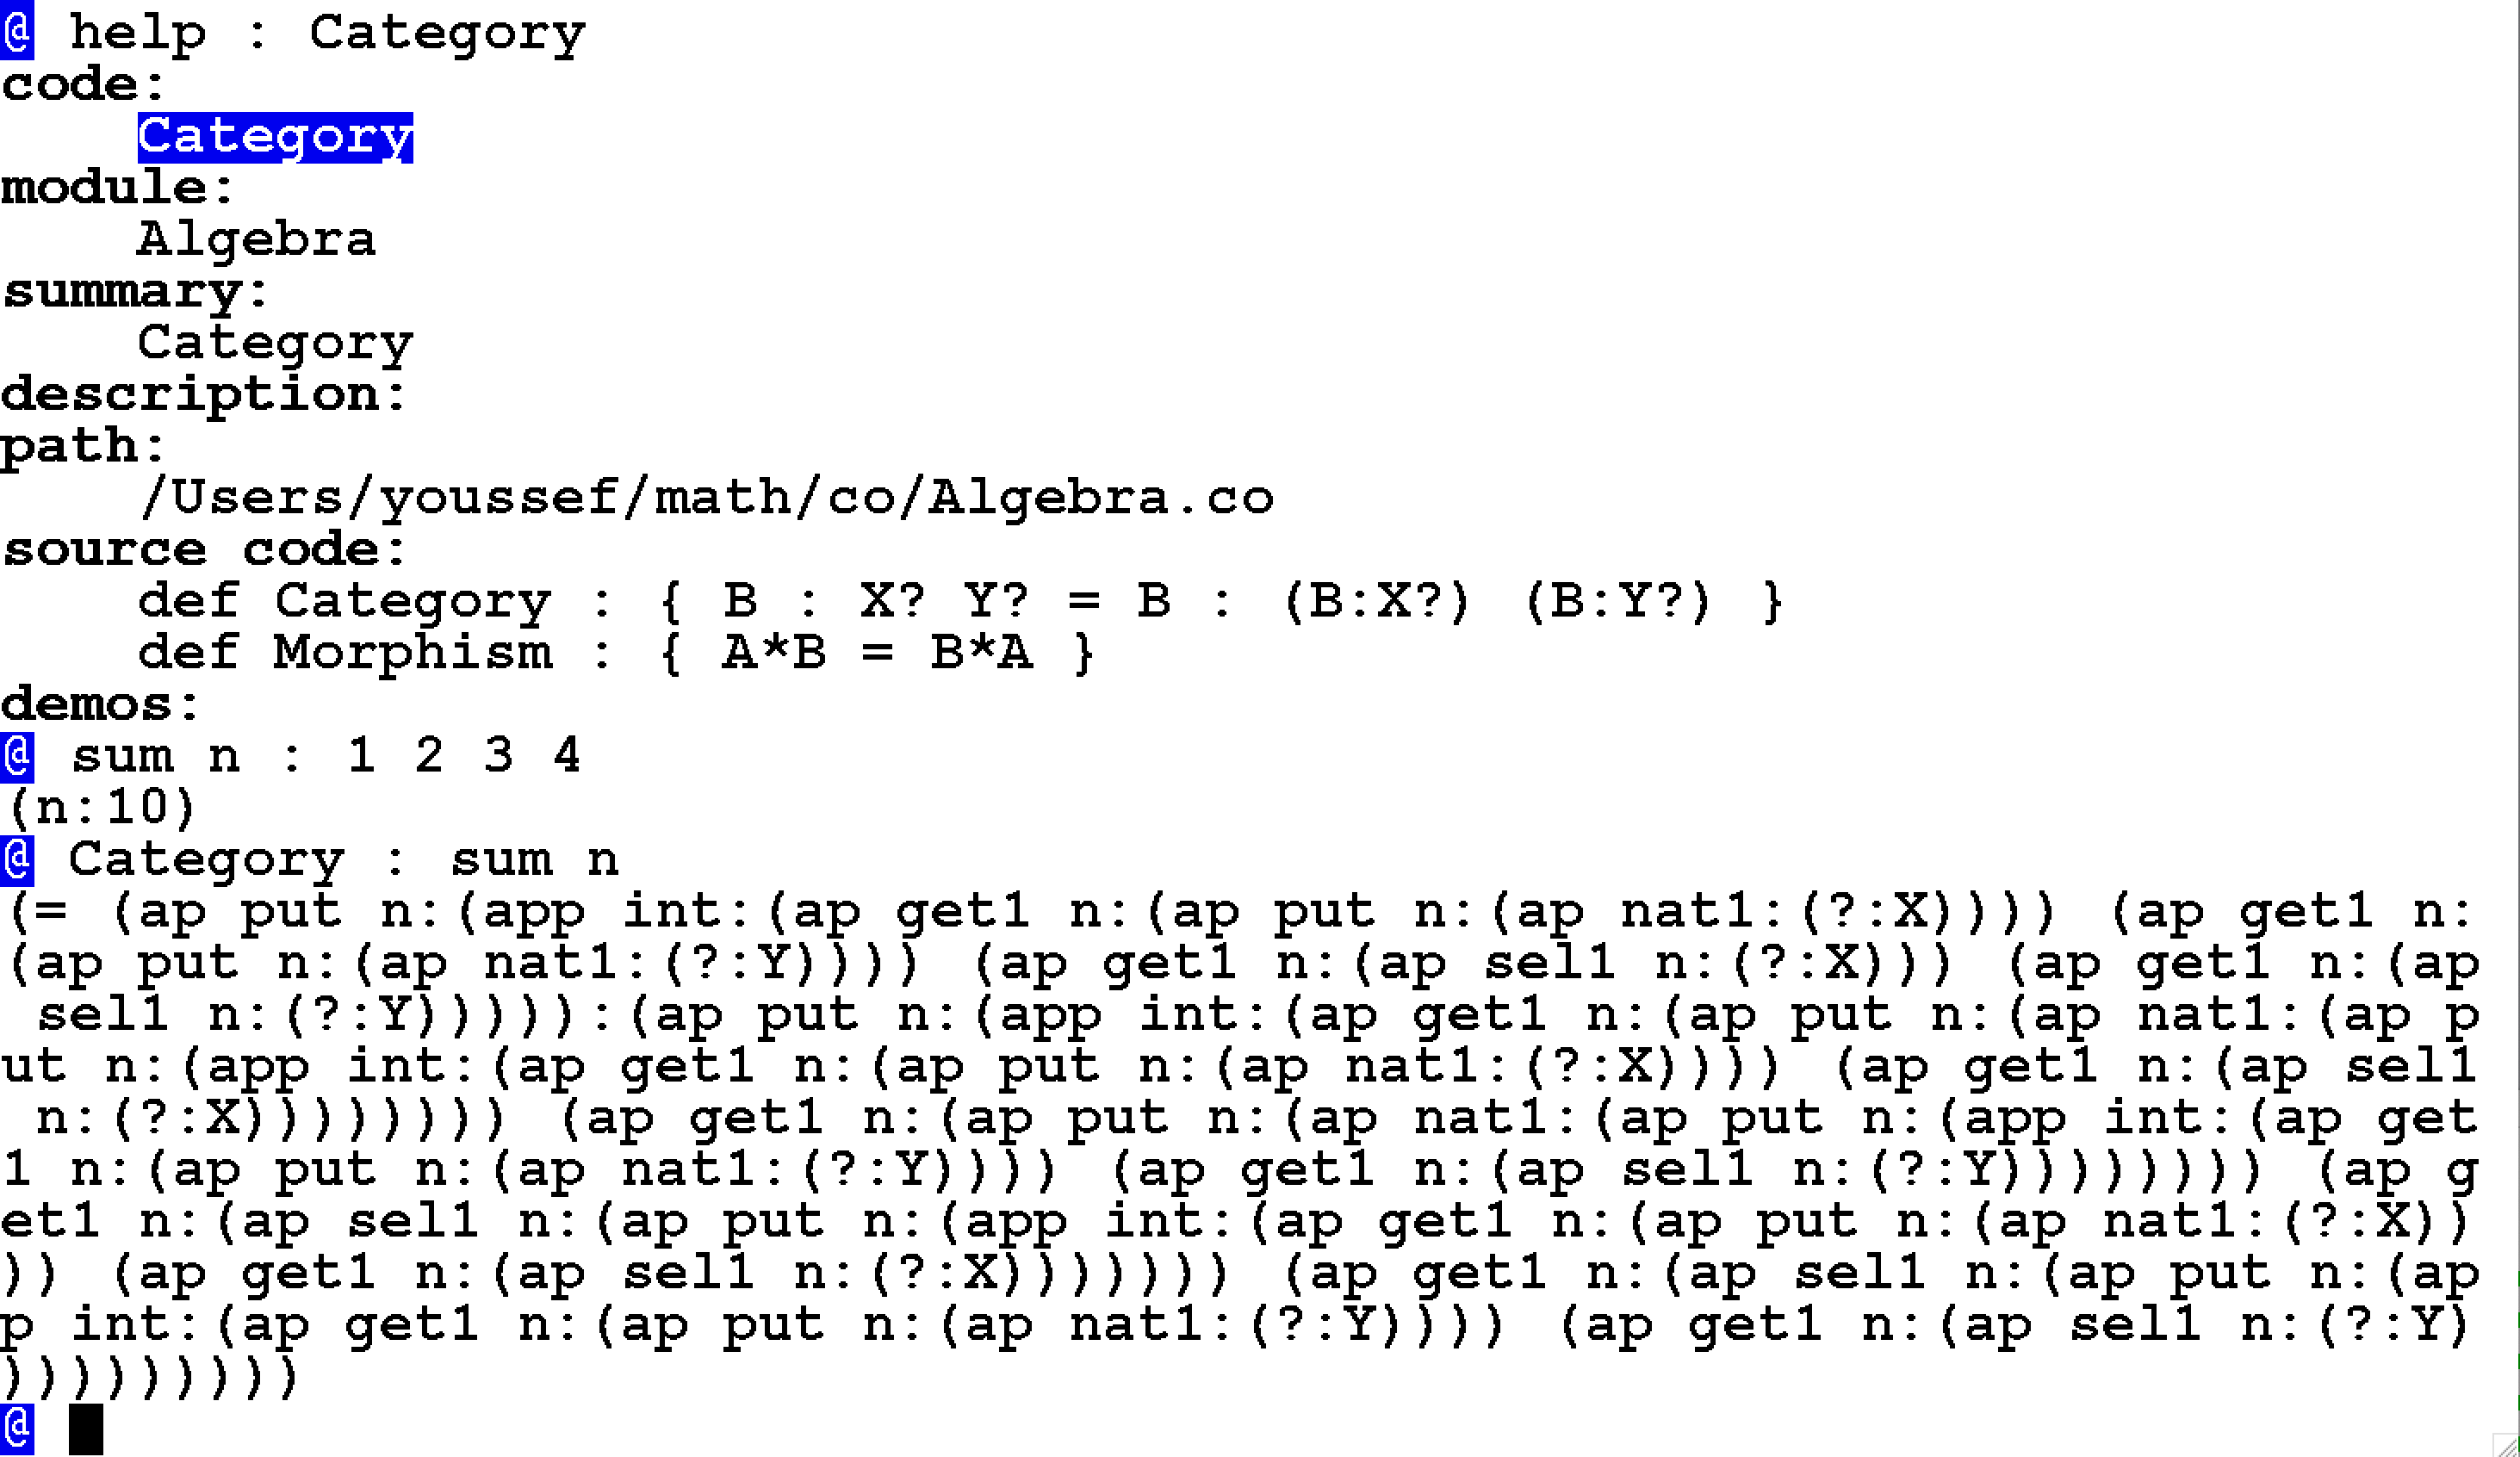 @ help : Category
code:
Category
module:
Algebra
summary:
Category
description:
path:
/Users/youssef/math/co/Algebra.co
source code:
def Category : { B : X? Y? = B : (B:X?) (B:Y?) }
def Morphism : { A*B = B*A }
demos:
@ sum n : 1 2 3 4
(n:10)
@ Category : sum n
(= (ap put n:(app int:(ap get1 n:(ap put n:(ap nat1:(?:X)))) (ap get1 n:
(ap put n:(ap nat1:(?:Y)))) (ap get1 n:(ap sel1 n:(?:X))) (ap get1 n:(ap
 sel1 n:(?:Y))))):(ap put n:(app int:(ap get1 n:(ap put n:(ap nat1:(ap p
ut n:(app int:(ap get1 n:(ap put n:(ap nat1:(?:X)))) (ap get1 n:(ap sel1
 n:(?:X)))))))) (ap get1 n:(ap put n:(ap nat1:(ap put n:(app int:(ap get
1 n:(ap put n:(ap nat1:(?:Y)))) (ap get1 n:(ap sel1 n:(?:Y)))))))) (ap g
et1 n:(ap sel1 n:(ap put n:(app int:(ap get1 n:(ap put n:(ap nat1:(?:X))
)) (ap get1 n:(ap sel1 n:(?:X))))))) (ap get1 n:(ap sel1 n:(ap put n:(ap
p int:(ap get1 n:(ap put n:(ap nat1:(?:Y)))) (ap get1 n:(ap sel1 n:(?:Y)
)))))))))
@